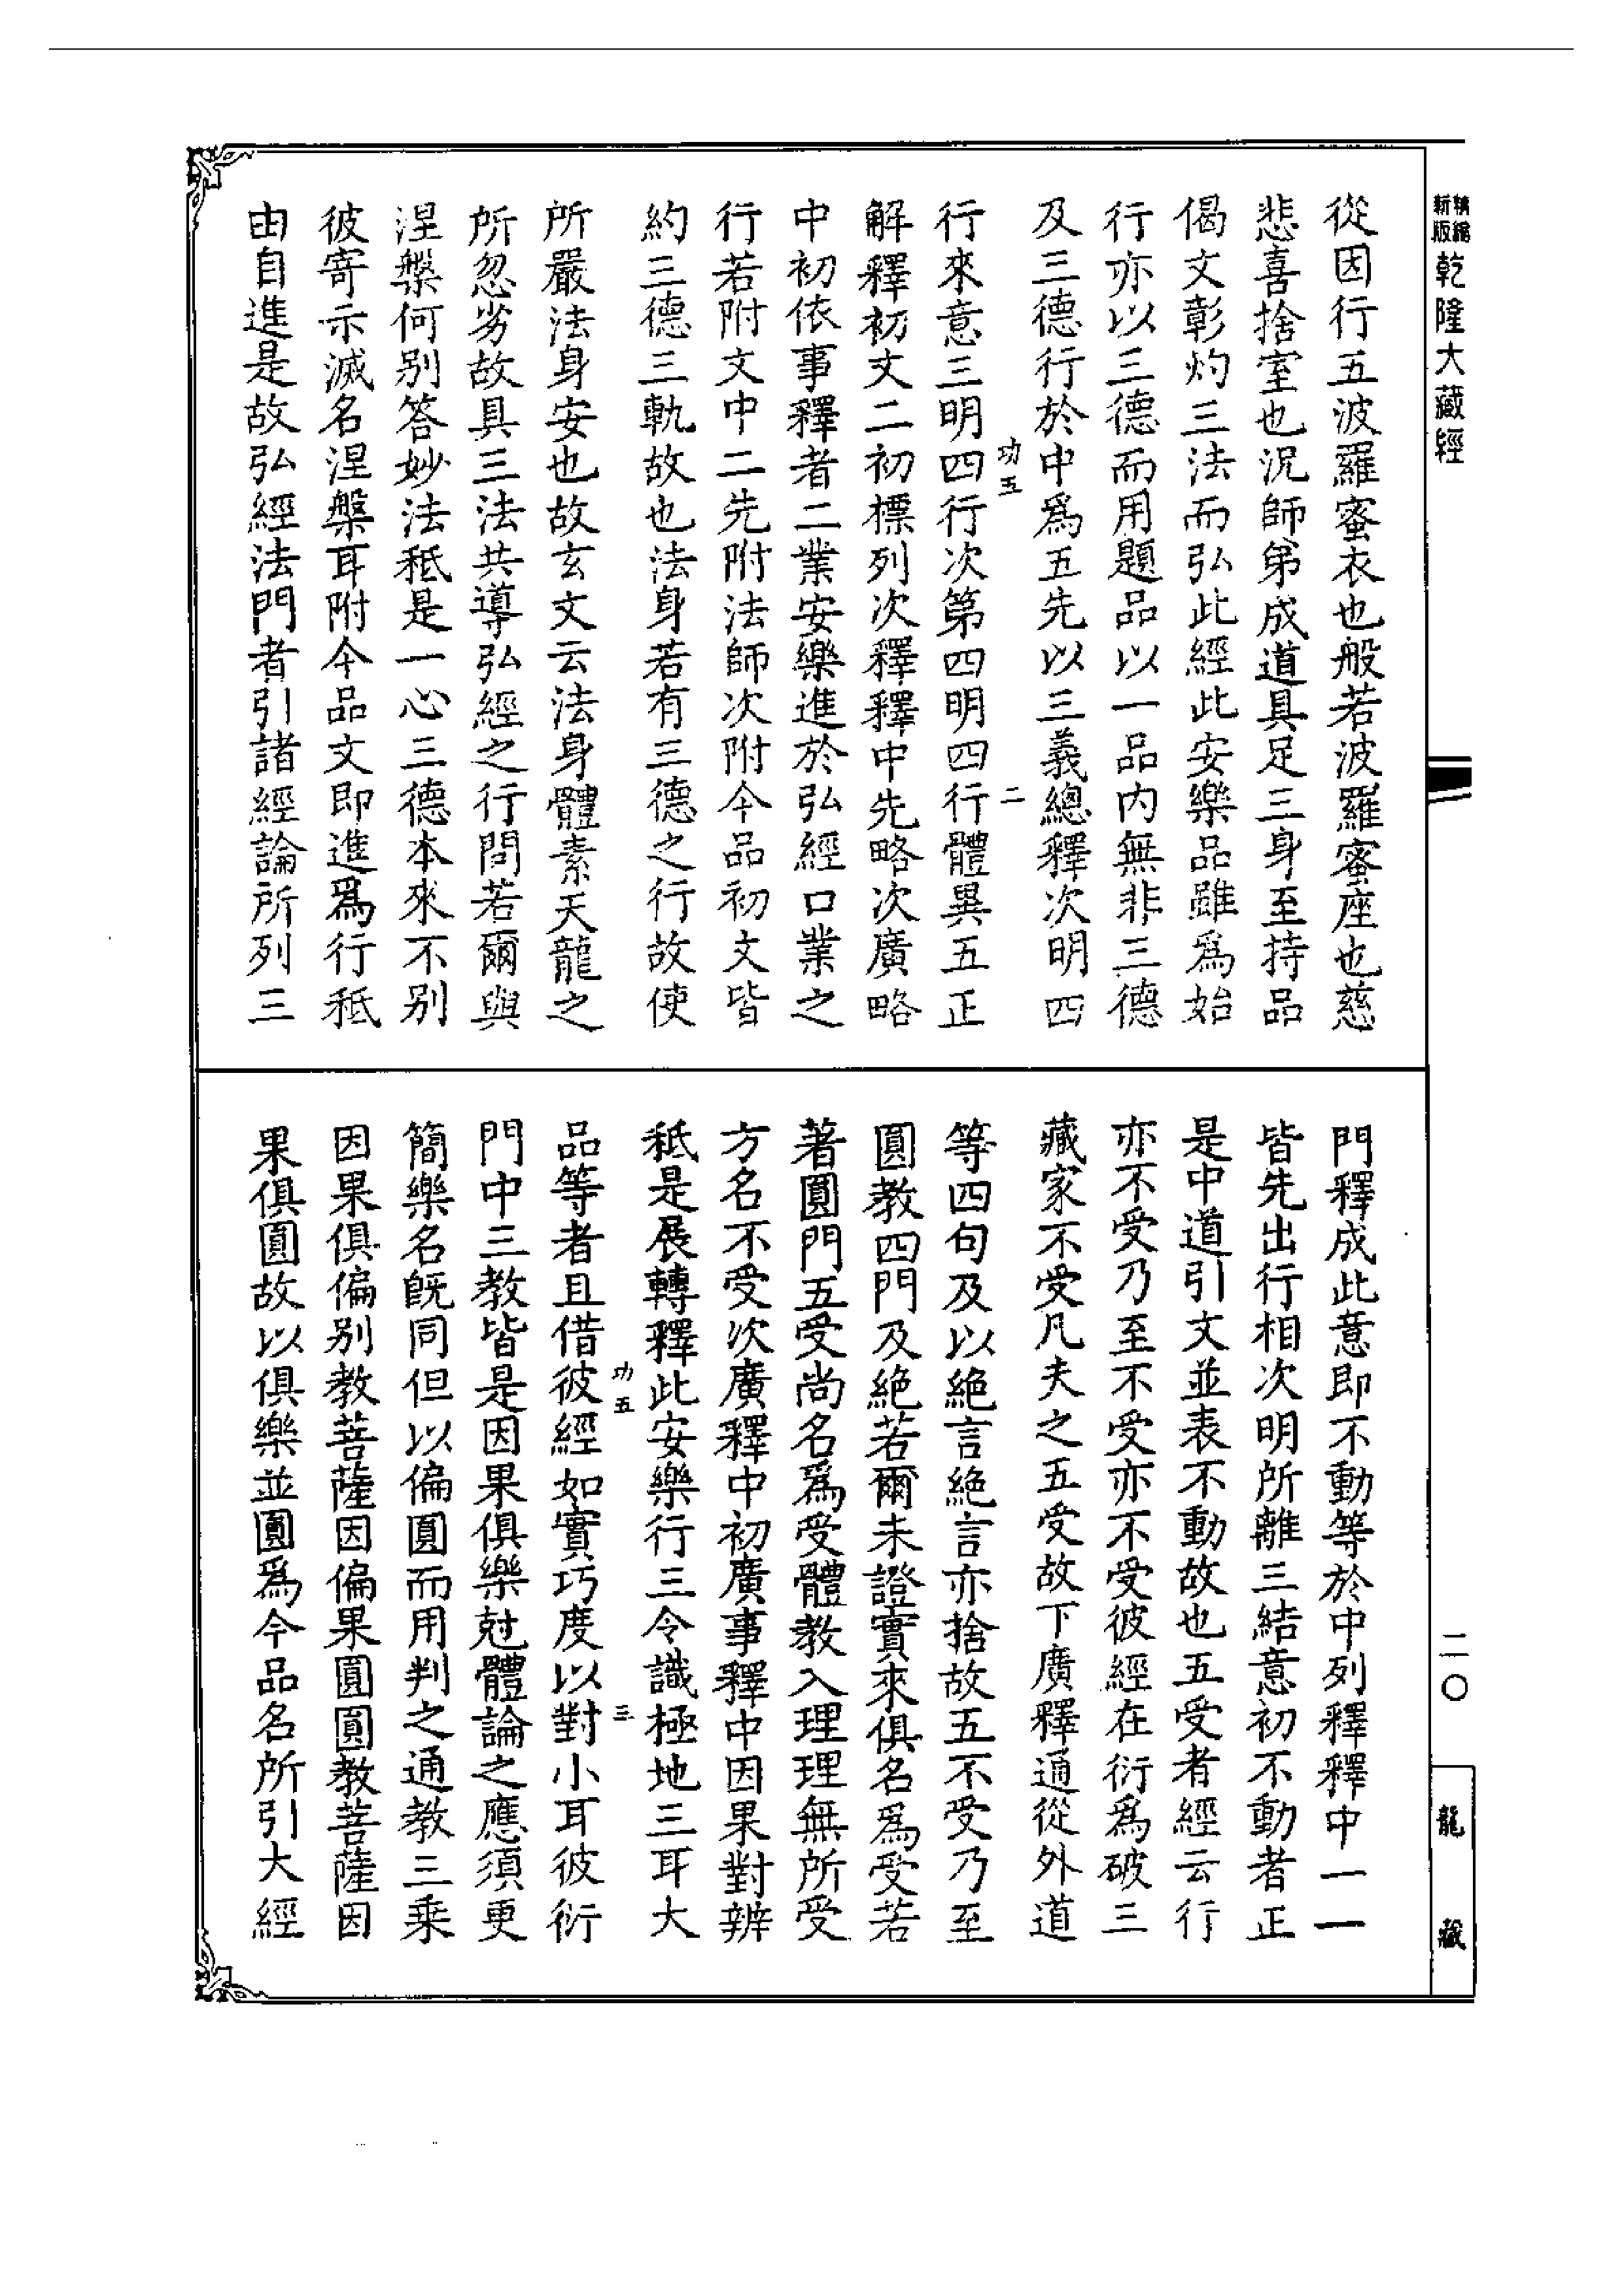 精編
新版
乾隆大藏經
二〇
龍藏
從因行五波羅蜜衣也般若波羅蜜座也慈
悲喜捨室也況師弟成道具足三身至持品
偈文彰灼三法而弘此經此安樂品雖爲始
行亦以三德而用題品以一品內無非三德
及三德行於中爲五先以三義總釋次明四
功五
二
行來意三明四行次第四明四行體異五正
解釋初文二初標列次釋釋中先略次廣略
中初依事釋者二業安樂進於弘經口業之
行若附文中二先附法師次附今品初文皆
約三德三軌故也法身若有三德之行故使
所嚴法身安也故玄文云法身體素天龍之
所忽劣故具三法共導弘經之行問若爾與
涅槃何別答妙法秖是一心三德本來不別
彼寄示滅名涅槃耳附今品文即進爲行秖
由自進是故弘經法門者引諸經論所列三
門釋成此意即不動等於中列釋釋中一一
皆先出行相次明所離三結意初不動者正
是中道引文並表不動故也五受者經云行
亦不受乃至不受亦不受彼經在衍爲破三
藏家不受凡夫之五受故下廣釋通從外道
等四句及以絶言絶言亦捨故五不受乃至
圓教四門及絶若爾未證實來俱名爲受若
著圓門五受尚名爲受體教入理理無所受
方名不受次廣釋中初廣事釋中因果對辨
秖是展轉釋此安樂行三令識極地三耳大
功五
三
品等者且借彼經如實巧度以對小耳彼衍
門中三教皆是因果俱樂尅體論之應須更
簡樂名旣同但以偏圓而用判之通教三乘
因果俱偏別教菩薩因偏果圓圓教菩薩因
果俱圓故以俱樂並圓爲今品名所引大經